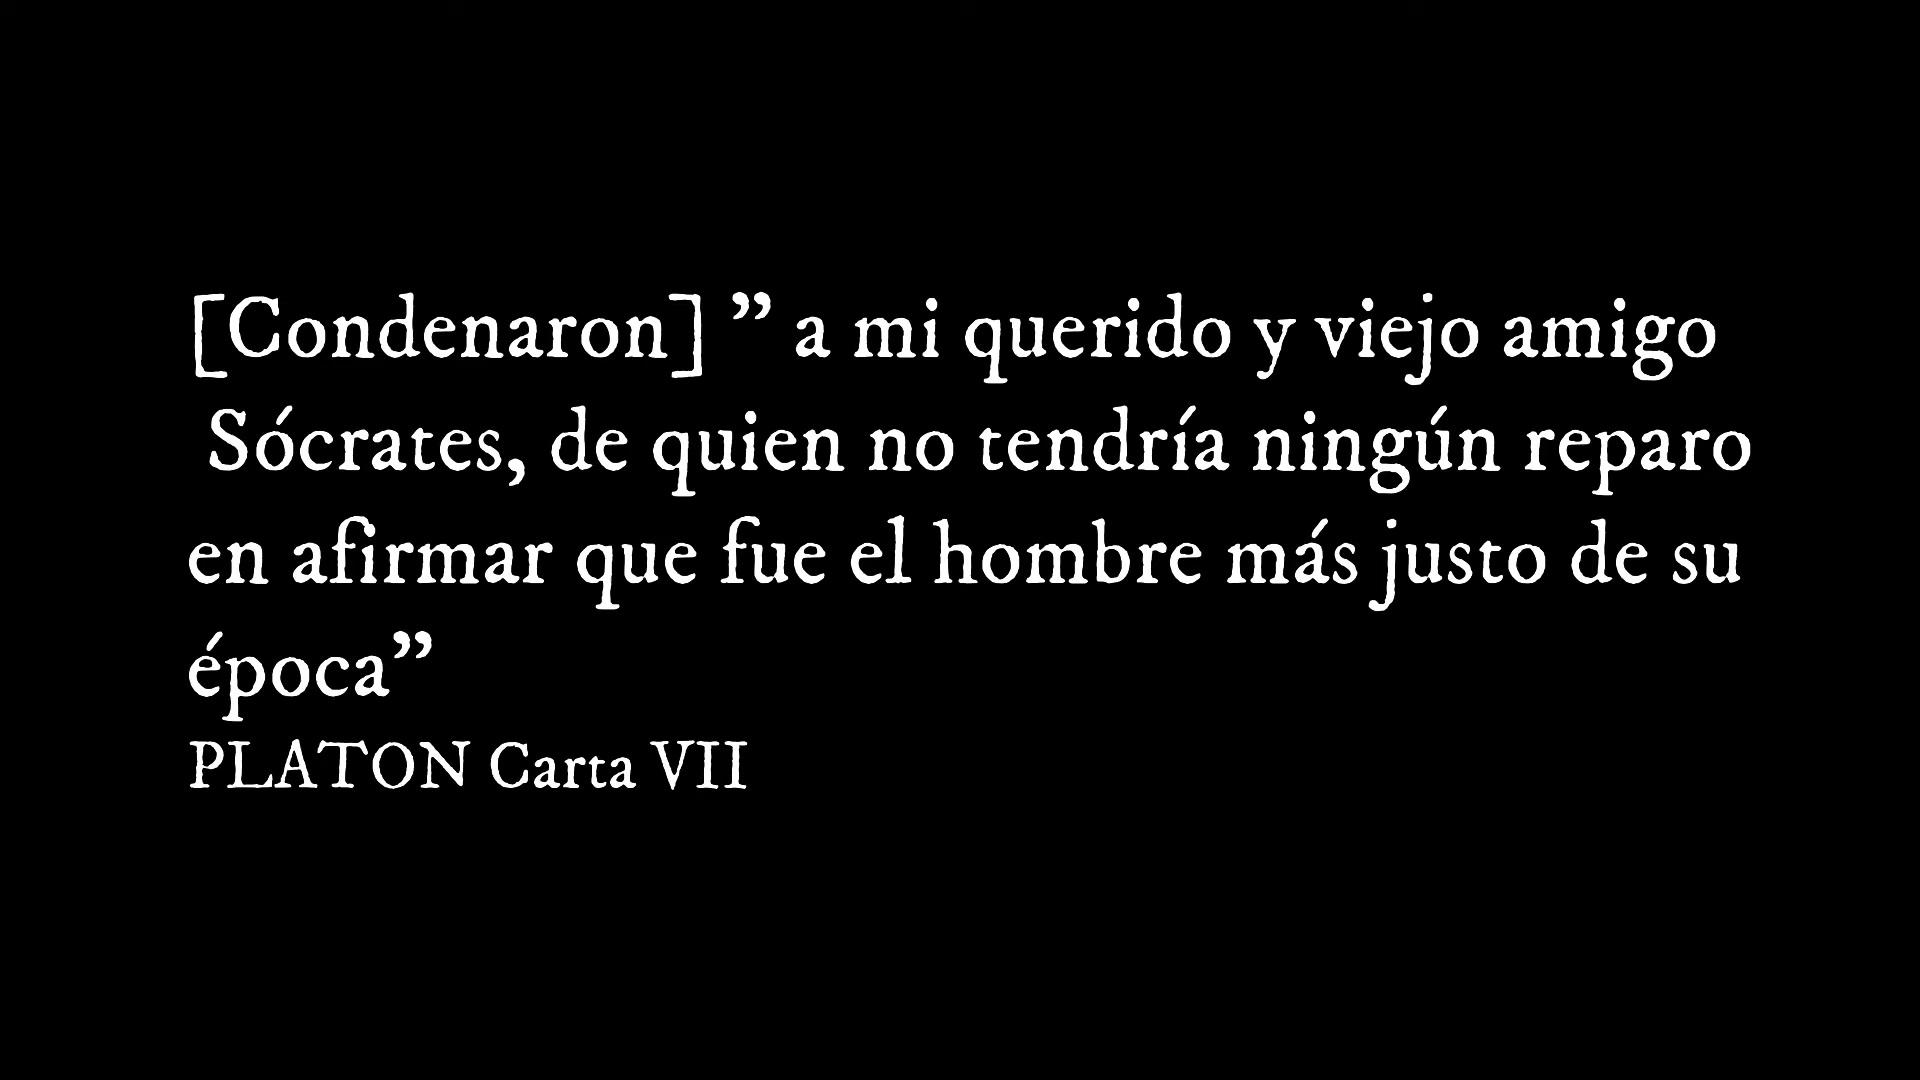 [Condenaron] ” a mi querido y viejo amigo
Sócrates, de quien no tendría ningún reparo
en afirmar que fue el hombre más justo de su
época”
PLATON Carta VII